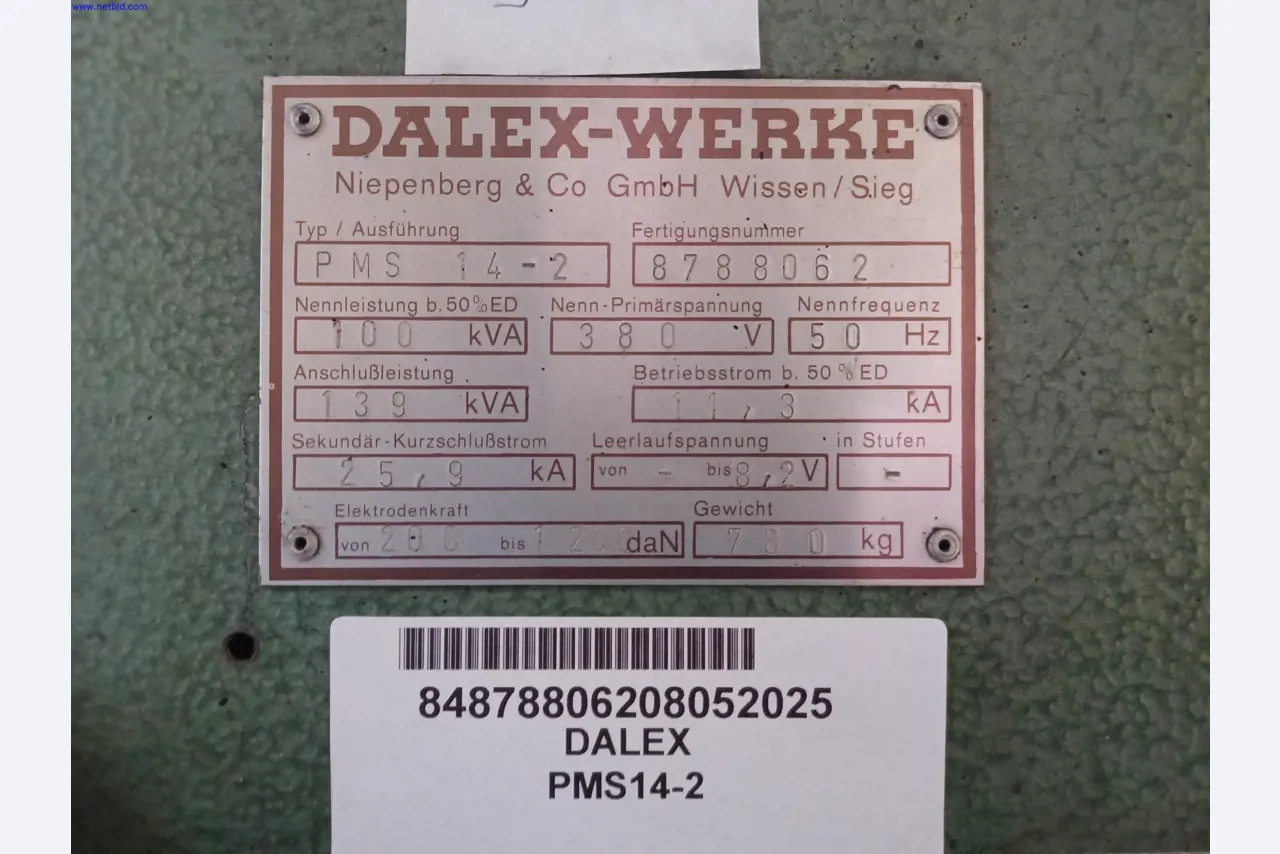 www.netbid.com
DALEX-WERKE
Niepenberg & Co GmbH Wissen/Sieg
Typ / Ausführung Fertigungsnummer
PMS 14-2 8788062
Nennleistung b. 50% ED Nenn-Primärspannung Nennfrequenz
100 kVA 380 V 50 Hz
Anschlußleistung Betriebsstrom b. 50% ED
139 kVA 11,3 kA
Sekundär-Kurzschlußstrom Leerlaufspannung in Stufen
25,9 kA von - bis 8,2 V -
Elektrodenkraft Gewicht
von 200 bis daN kg
84878806208052025
DALEX
PMS14-2